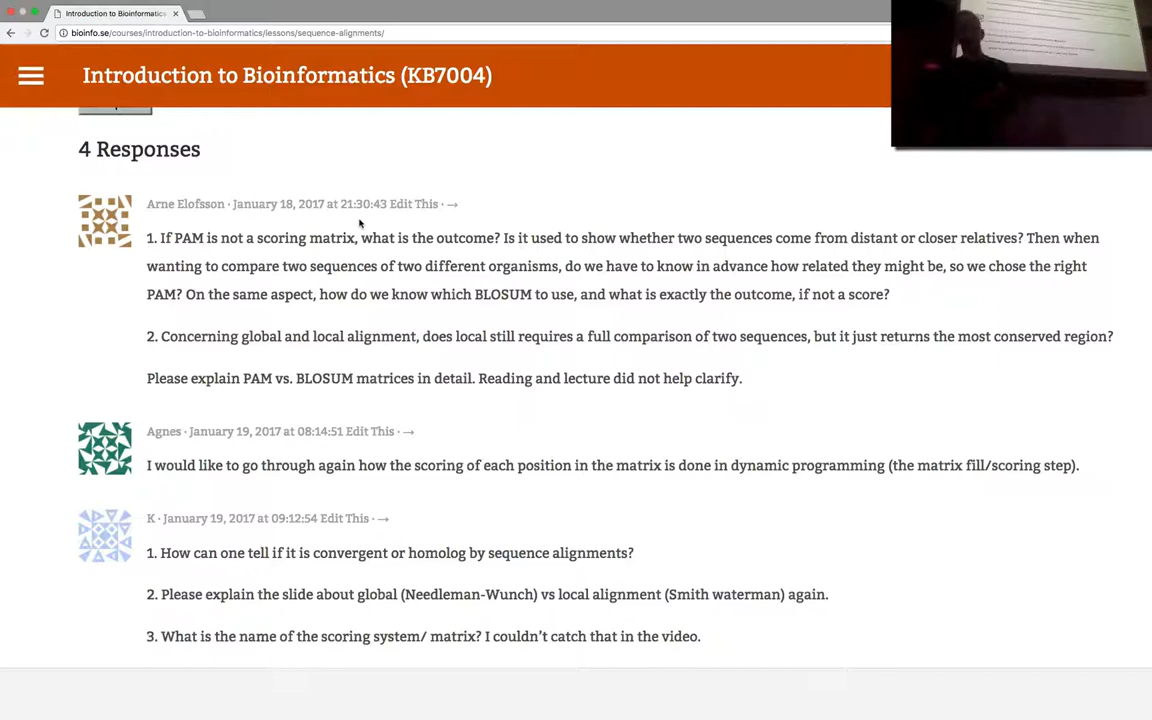 Introduction to Bioinformatics
bioinfo.se/courses/introduction-to-bioinformatics/lessons/sequence-alignments/
Introduction to Bioinformatics (KB7004)
4 Responses
Arne Elofsson · January 18, 2017 at 21:30:43 Edit This · →
1. If PAM is not a scoring matrix, what is the outcome? Is it used to show whether two sequences come from distant or closer relatives? Then when
wanting to compare two sequences of two different organisms, do we have to know in advance how related they might be, so we chose the right
PAM? On the same aspect, how do we know which BLOSUM to use, and what is exactly the outcome, if not a score?
2. Concerning global and local alignment, does local still requires a full comparison of two sequences, but it just returns the most conserved region?
Please explain PAM vs. BLOSUM matrices in detail. Reading and lecture did not help clarify.
Agnes · January 19, 2017 at 08:14:51 Edit This · →
I would like to go through again how the scoring of each position in the matrix is done in dynamic programming (the matrix fill/scoring step).
K · January 19, 2017 at 09:12:54 Edit This · →
1. How can one tell if it is convergent or homolog by sequence alignments?
2. Please explain the slide about global (Needleman-Wunch) vs local alignment (Smith waterman) again.
3. What is the name of the scoring system/ matrix? I couldn't catch that in the video.